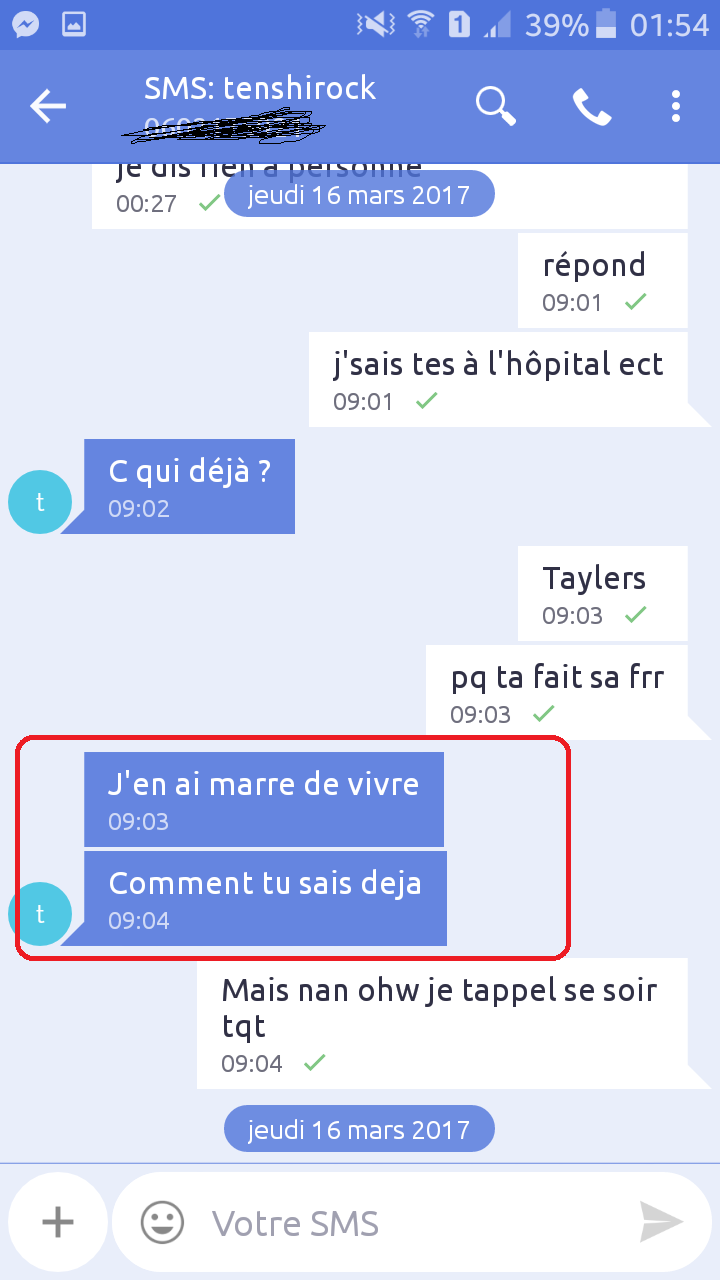 39% 01:54
SMS: tenshirock
je dis rien à personne
00:27
jeudi 16 mars 2017
répond
09:01
j'sais tes à l'hôpital ect
09:01
C qui déjà ?
09:02
t
Taylers
09:03
pq ta fait sa frr
09:03
J'en ai marre de vivre
09:03
Comment tu sais deja
09:04
t
Mais nan ohw je tappel se soir
tqt
09:04
jeudi 16 mars 2017
Votre SMS